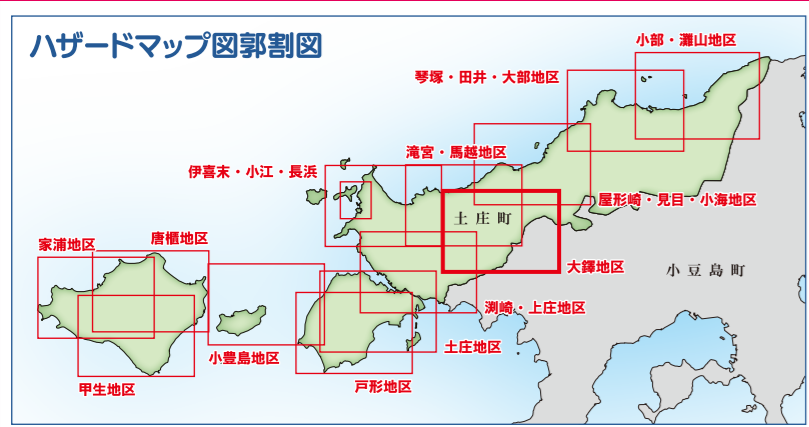 ハザードマップ図郭割図
小部・灘山地区
琴塚・田井・大部地区
滝宮・馬越地区
伊喜末・小江・長浜
屋形崎・見目・小海地区
土庄町
唐櫃地区
家浦地区
大鐸地区
小豆島町
渕崎・上庄地区
土庄地区
小豊島地区
戸形地区
甲生地区